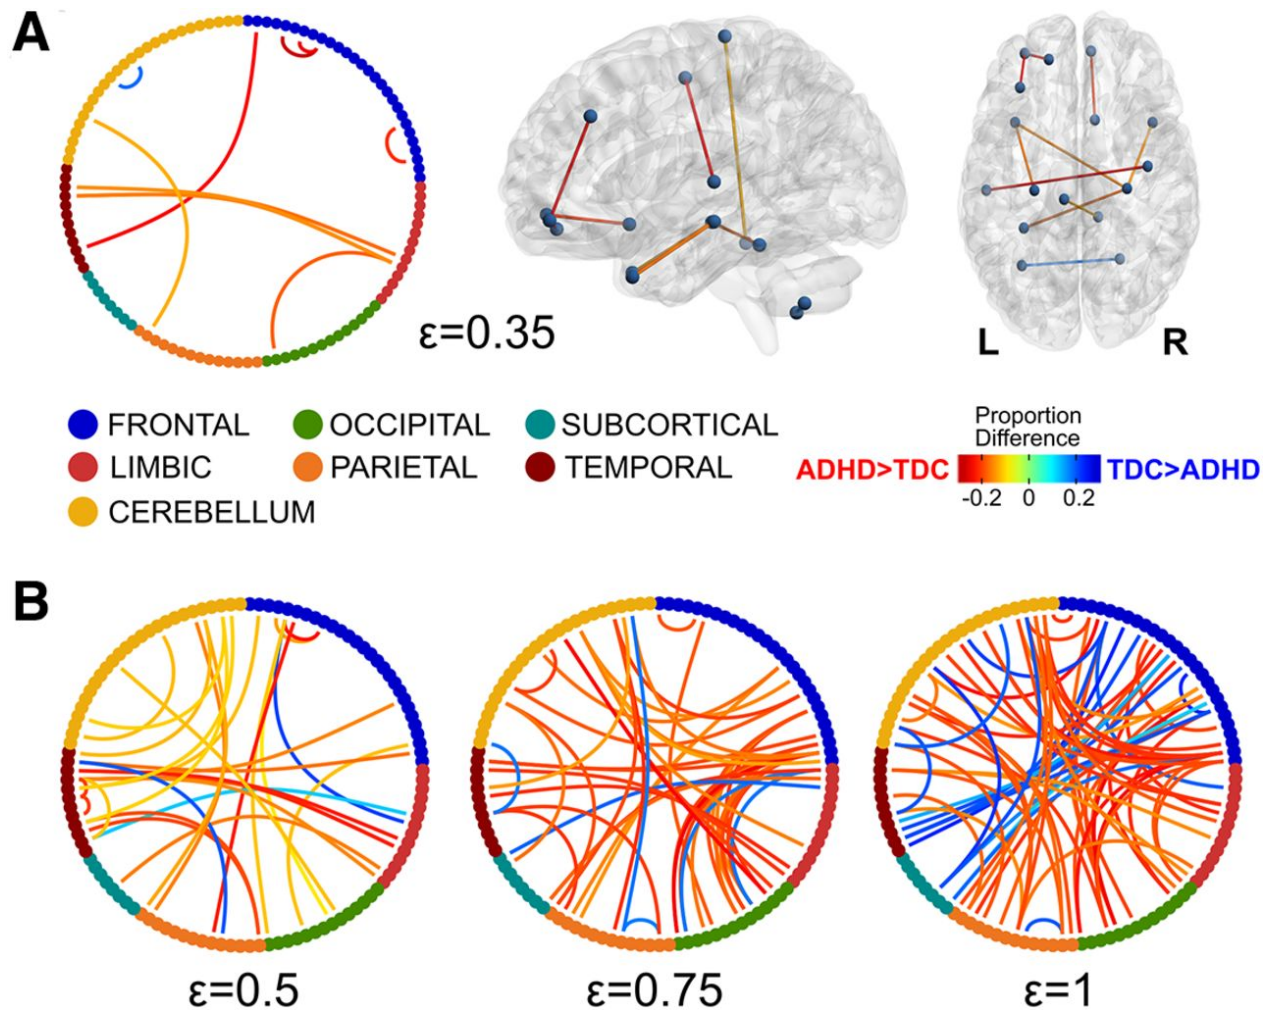 A
ε=0.35
L
R
FRONTAL
OCCIPITAL
SUBCORTICAL
LIMBIC
PARIETAL
TEMPORAL
CEREBELLUM
Proportion
Difference
ADHD>TDC
TDC>ADHD
-0.2 0 0.2
B
ε=0.5
ε=0.75
ε=1